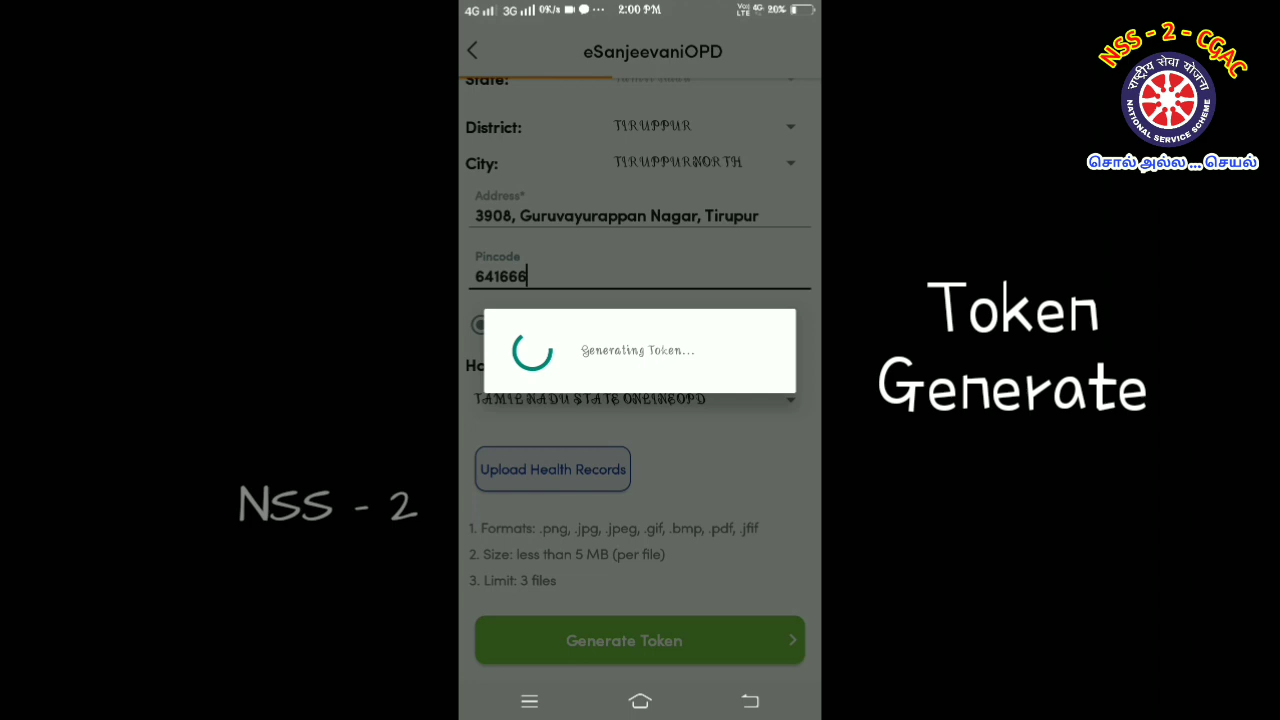 4G 3G 0K/s ... 2:00 PM VoLTE 4G 20%
eSanjeevaniOPD
State:
District: TIRUPPUR
City: TIRUPPURNORTH
Address*
3908, Guruvayurappan Nagar, Tirupur
Pincode
641666
Generating Token...
Ha
TAMIL NADU STATE ONLINEOPD
Upload Health Records
1. Formats: .png, .jpg, .jpeg, .gif, .bmp, .pdf, .jfif
2. Size: less than 5 MB (per file)
3. Limit: 3 files
Generate Token
NSS - 2
NSS - 2 - CGAC
राष्ट्रीय सेवा योजना
NATIONAL SERVICE SCHEME
சொல் அல்ல ... செயல்
Token
Generate